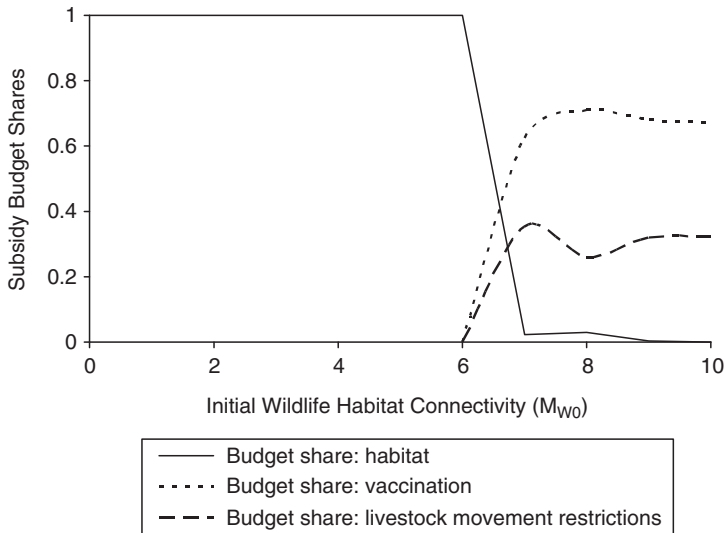 1
0.8
0.6
0.4
0.2
0
Subsidy Budget Shares
0 2 4 6 8 10
Initial Wildlife Habitat Connectivity (MW0)
Budget share: habitat
Budget share: vaccination
Budget share: livestock movement restrictions